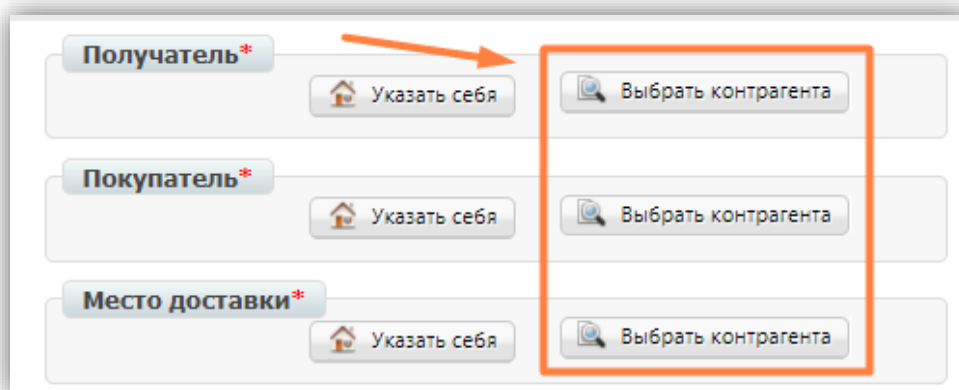 Получатель*
Указать себя Выбрать контрагента
Покупатель*
Указать себя Выбрать контрагента
Место доставки*
Указать себя Выбрать контрагента